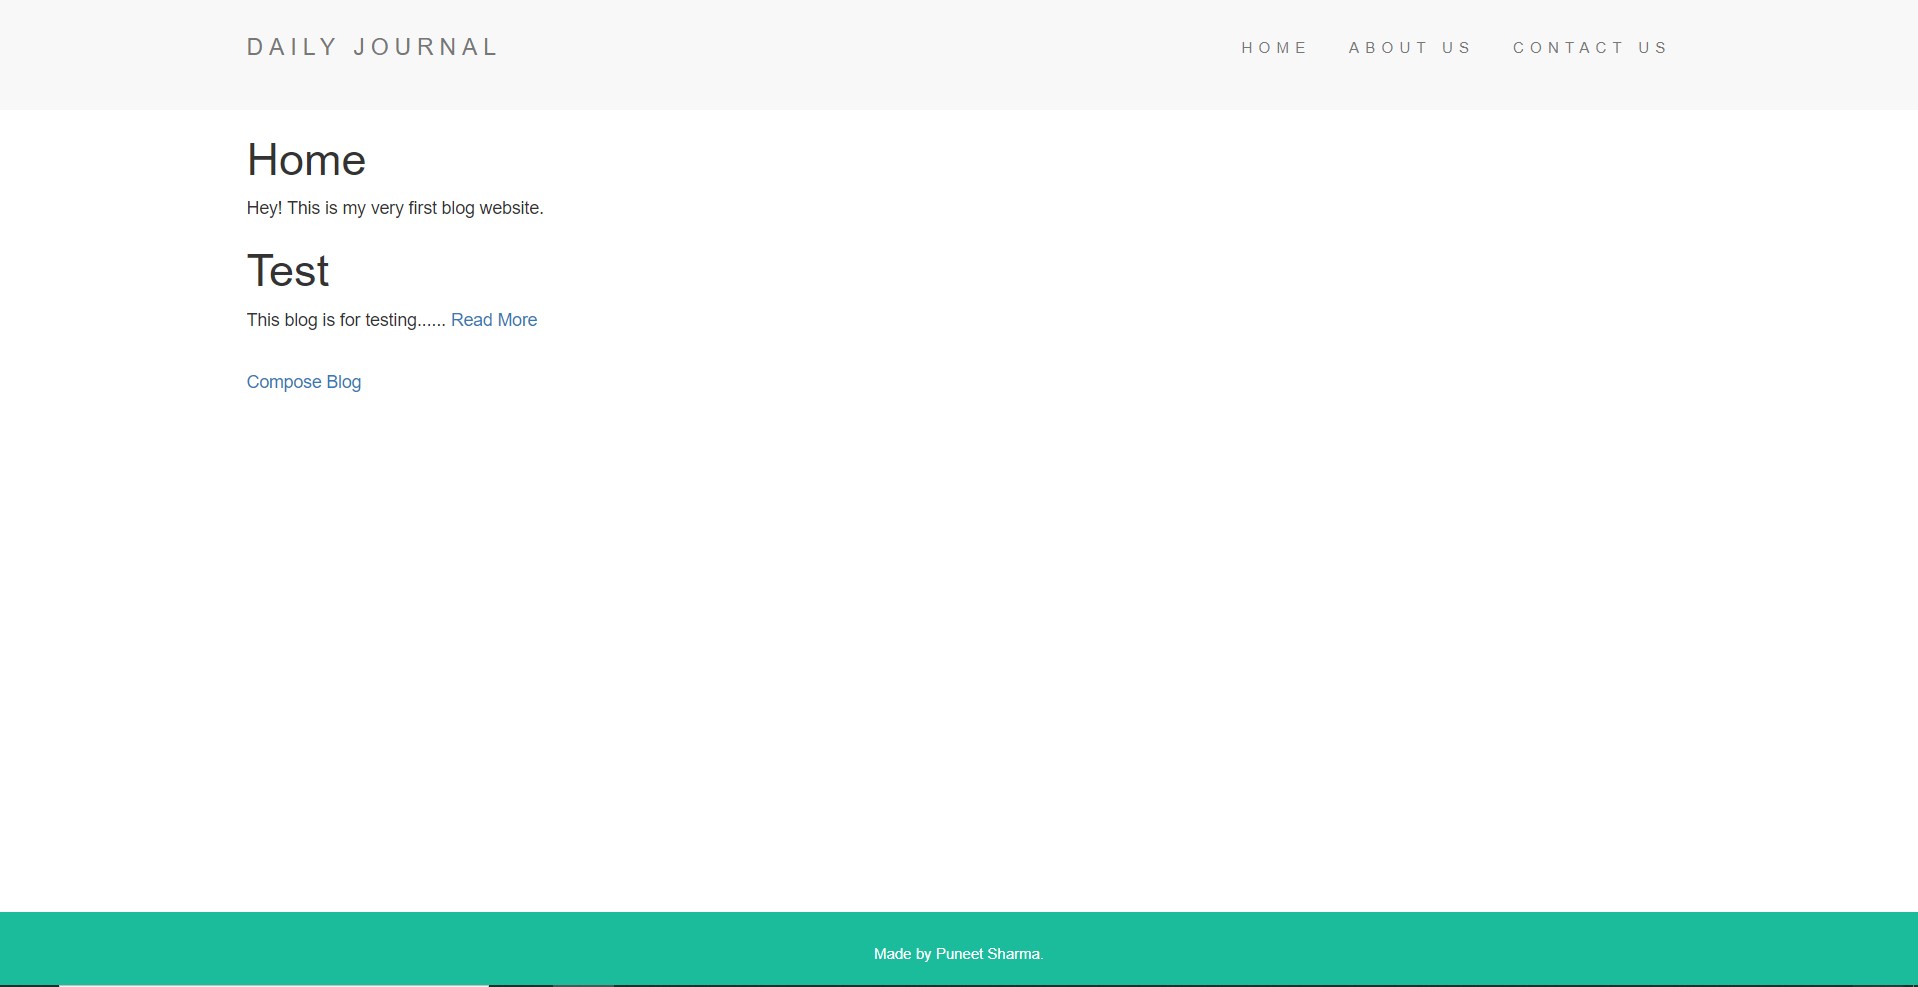 DAILY JOURNAL
HOME ABOUT US CONTACT US
Home
Hey! This is my very first blog website.
Test
This blog is for testing...... Read More
Compose Blog
Made by Puneet Sharma.